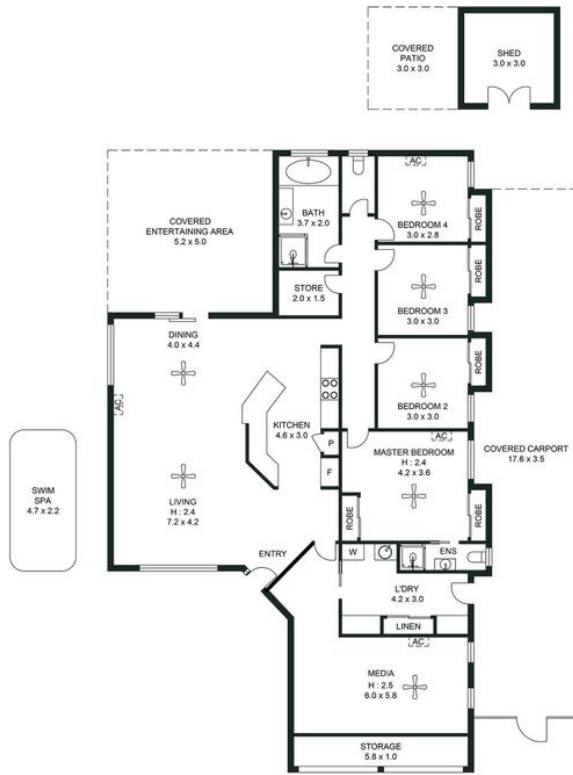 COVERED
PATIO
3.0 x 3.0
SHED
3.0 x 3.0
COVERED
ENTERTAINING AREA
5.2 x 5.0
BATH
3.7 x 2.0
AC
BEDROOM 4
3.0 x 2.8
ROBE
STORE
2.0 x 1.5
BEDROOM 3
3.0 x 3.0
ROBE
DINING
4.0 x 4.4
AC
BEDROOM 2
3.0 x 3.0
ROBE
KITCHEN
4.6 x 3.0
P
F
AC
MASTER BEDROOM
H : 2.4
4.2 x 3.6
ROBE
ROBE
COVERED CARPORT
17.6 x 3.5
SWIM
SPA
4.7 x 2.2
LIVING
H : 2.4
7.2 x 4.2
ENTRY
W
ENS
L'DRY
4.2 x 3.0
LINEN
AC
MEDIA
H : 2.5
6.0 x 5.8
STORAGE
5.8 x 1.0